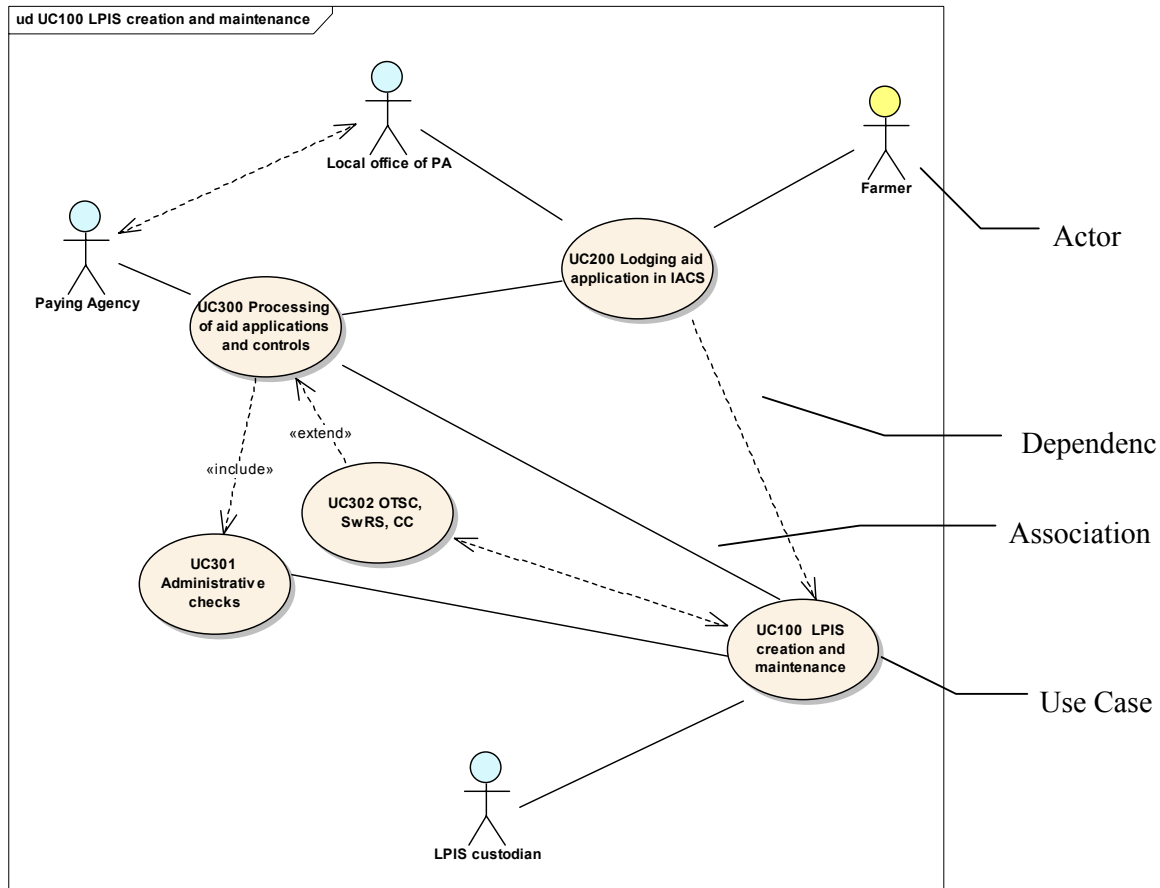 ud UC100 LPIS creation and maintenance
Local office of PA
Farmer
Actor
Paying Agency
UC200 Lodging aid
application in IACS
UC300 Processing
of aid applications
and controls
Dependenc
«extend»
«include»
UC302 OTSC,
SwRS, CC
Association
UC301
Administrative
checks
UC100 LPIS
creation and
maintenance
Use Case
LPIS custodian